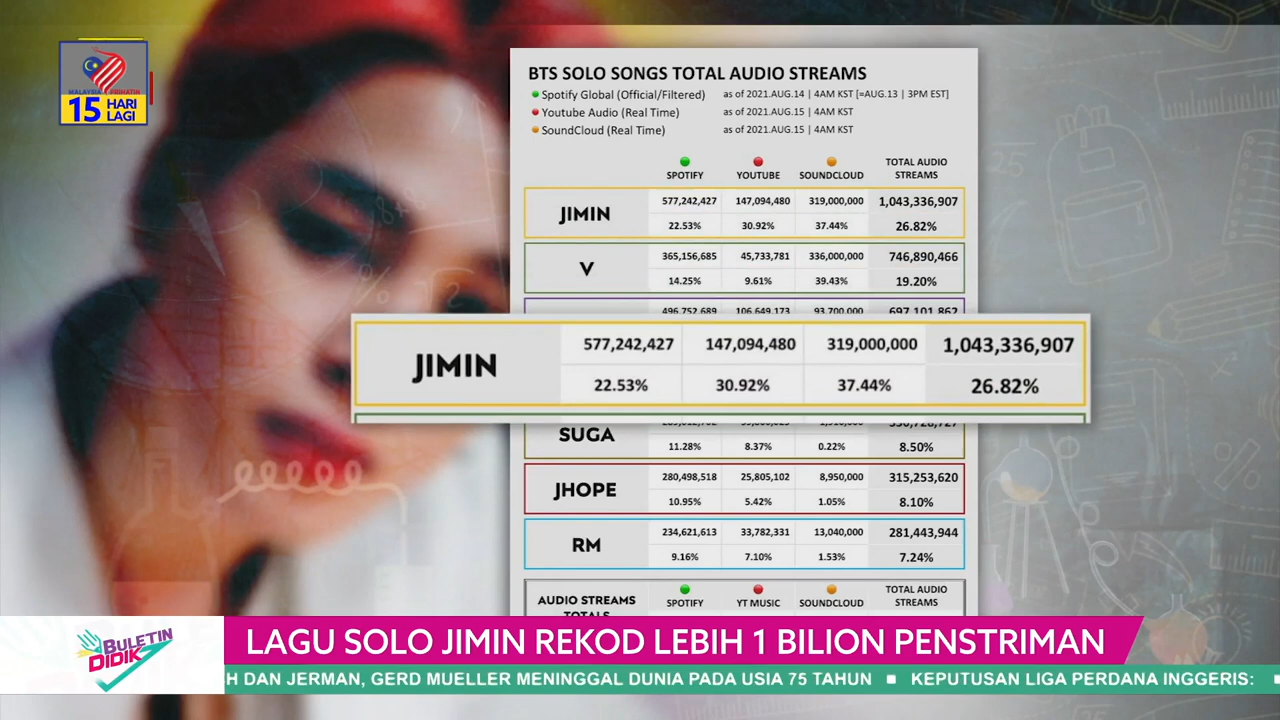 MALAYSIA PRIHATIN
15 HARI LAGI
BTS SOLO SONGS TOTAL AUDIO STREAMS
Spotify Global (Official/Filtered) as of 2021.AUG.14 | 4AM KST [=AUG.13 | 3PM EST]
Youtube Audio (Real Time) as of 2021.AUG.15 | 4AM KST
SoundCloud (Real Time) as of 2021.AUG.15 | 4AM KST
SPOTIFY YOUTUBE SOUNDCLOUD TOTAL AUDIO STREAMS
JIMIN 577,242,427 147,094,480 319,000,000 1,043,336,907
22.53% 30.92% 37.44% 26.82%
V 365,156,685 45,733,781 336,000,000 746,890,466
14.25% 9.61% 39.43% 19.20%
496,752,689 106,649,173 93,700,000 697,101,862
JIMIN 577,242,427 147,094,480 319,000,000 1,043,336,907
22.53% 30.92% 37.44% 26.82%
SUGA
11.28% 8.37% 0.22% 8.50%
JHOPE 280,498,518 25,805,102 8,950,000 315,253,620
10.95% 5.42% 1.05% 8.10%
RM 234,621,613 33,782,331 13,040,000 281,443,944
9.16% 7.10% 1.53% 7.24%
AUDIO STREAMS TOTALS SPOTIFY YT MUSIC SOUNDCLOUD TOTAL AUDIO STREAMS
BULETIN DIDIK
LAGU SOLO JIMIN REKOD LEBIH 1 BILION PENSTRIMAN
H DAN JERMAN, GERD MUELLER MENINGGAL DUNIA PADA USIA 75 TAHUN ■ KEPUTUSAN LIGA PERDANA INGGERIS: